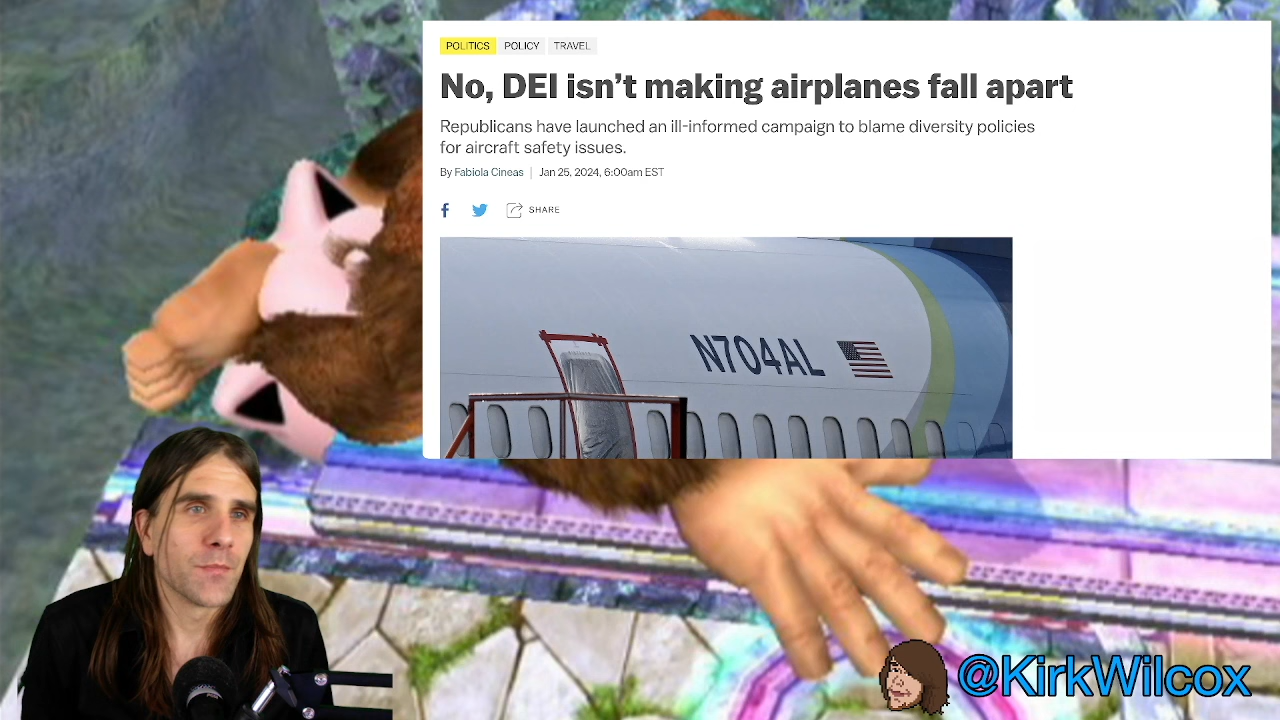 POLITICS POLICY TRAVEL
No, DEI isn't making airplanes fall apart
Republicans have launched an ill-informed campaign to blame diversity policies
for aircraft safety issues.
By Fabiola Cineas | Jan 25, 2024, 6:00am EST
SHARE
N704AL
@KirkWilcox